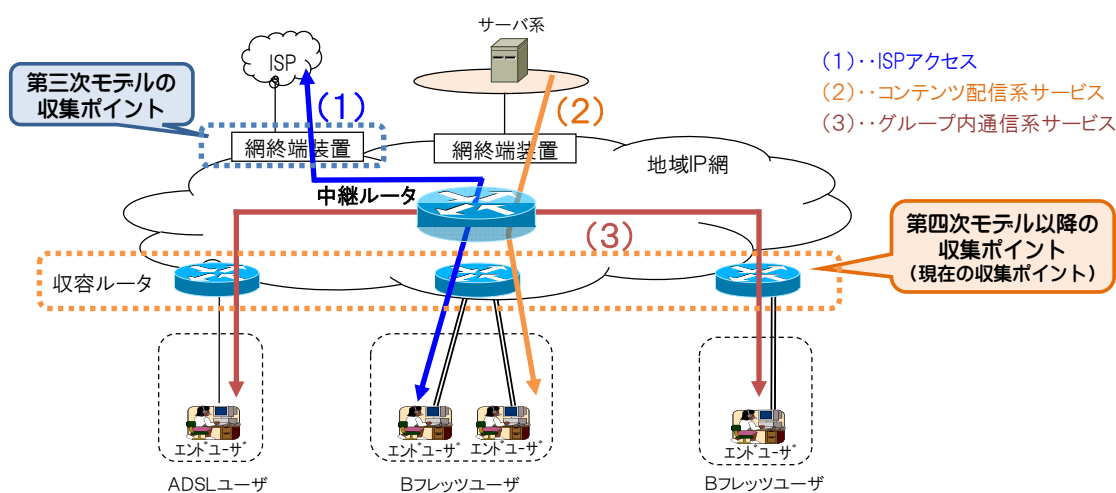 サーバ系
ISP
第三次モデルの
収集ポイント
(1)
(2)
(1)‥ISPアクセス
(2)‥コンテンツ配信系サービス
(3)‥グループ内通信系サービス
網終端装置
網終端装置
地域IP網
中継ルータ
(3)
第四次モデル以降の
収集ポイント
(現在の収集ポイント)
収容ルータ
エンドユーザ
エンドユーザ
エンドユーザ
エンドユーザ
ADSLユーザ
Bフレッツユーザ
Bフレッツユーザ